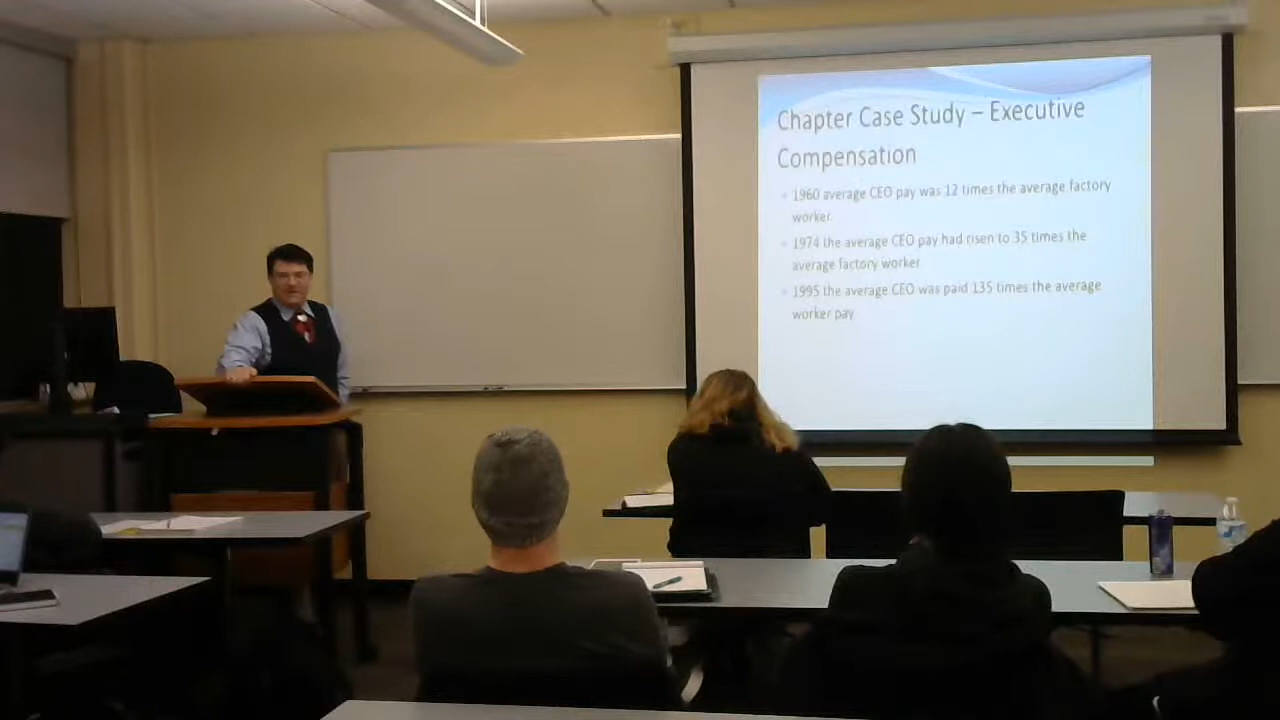 Chapter Case Study – Executive
Compensation
1960 average CEO pay was 12 times the average factory
worker.
1974 the average CEO pay had risen to 35 times the
average factory worker
1995 the average CEO was paid 135 times the average
worker pay